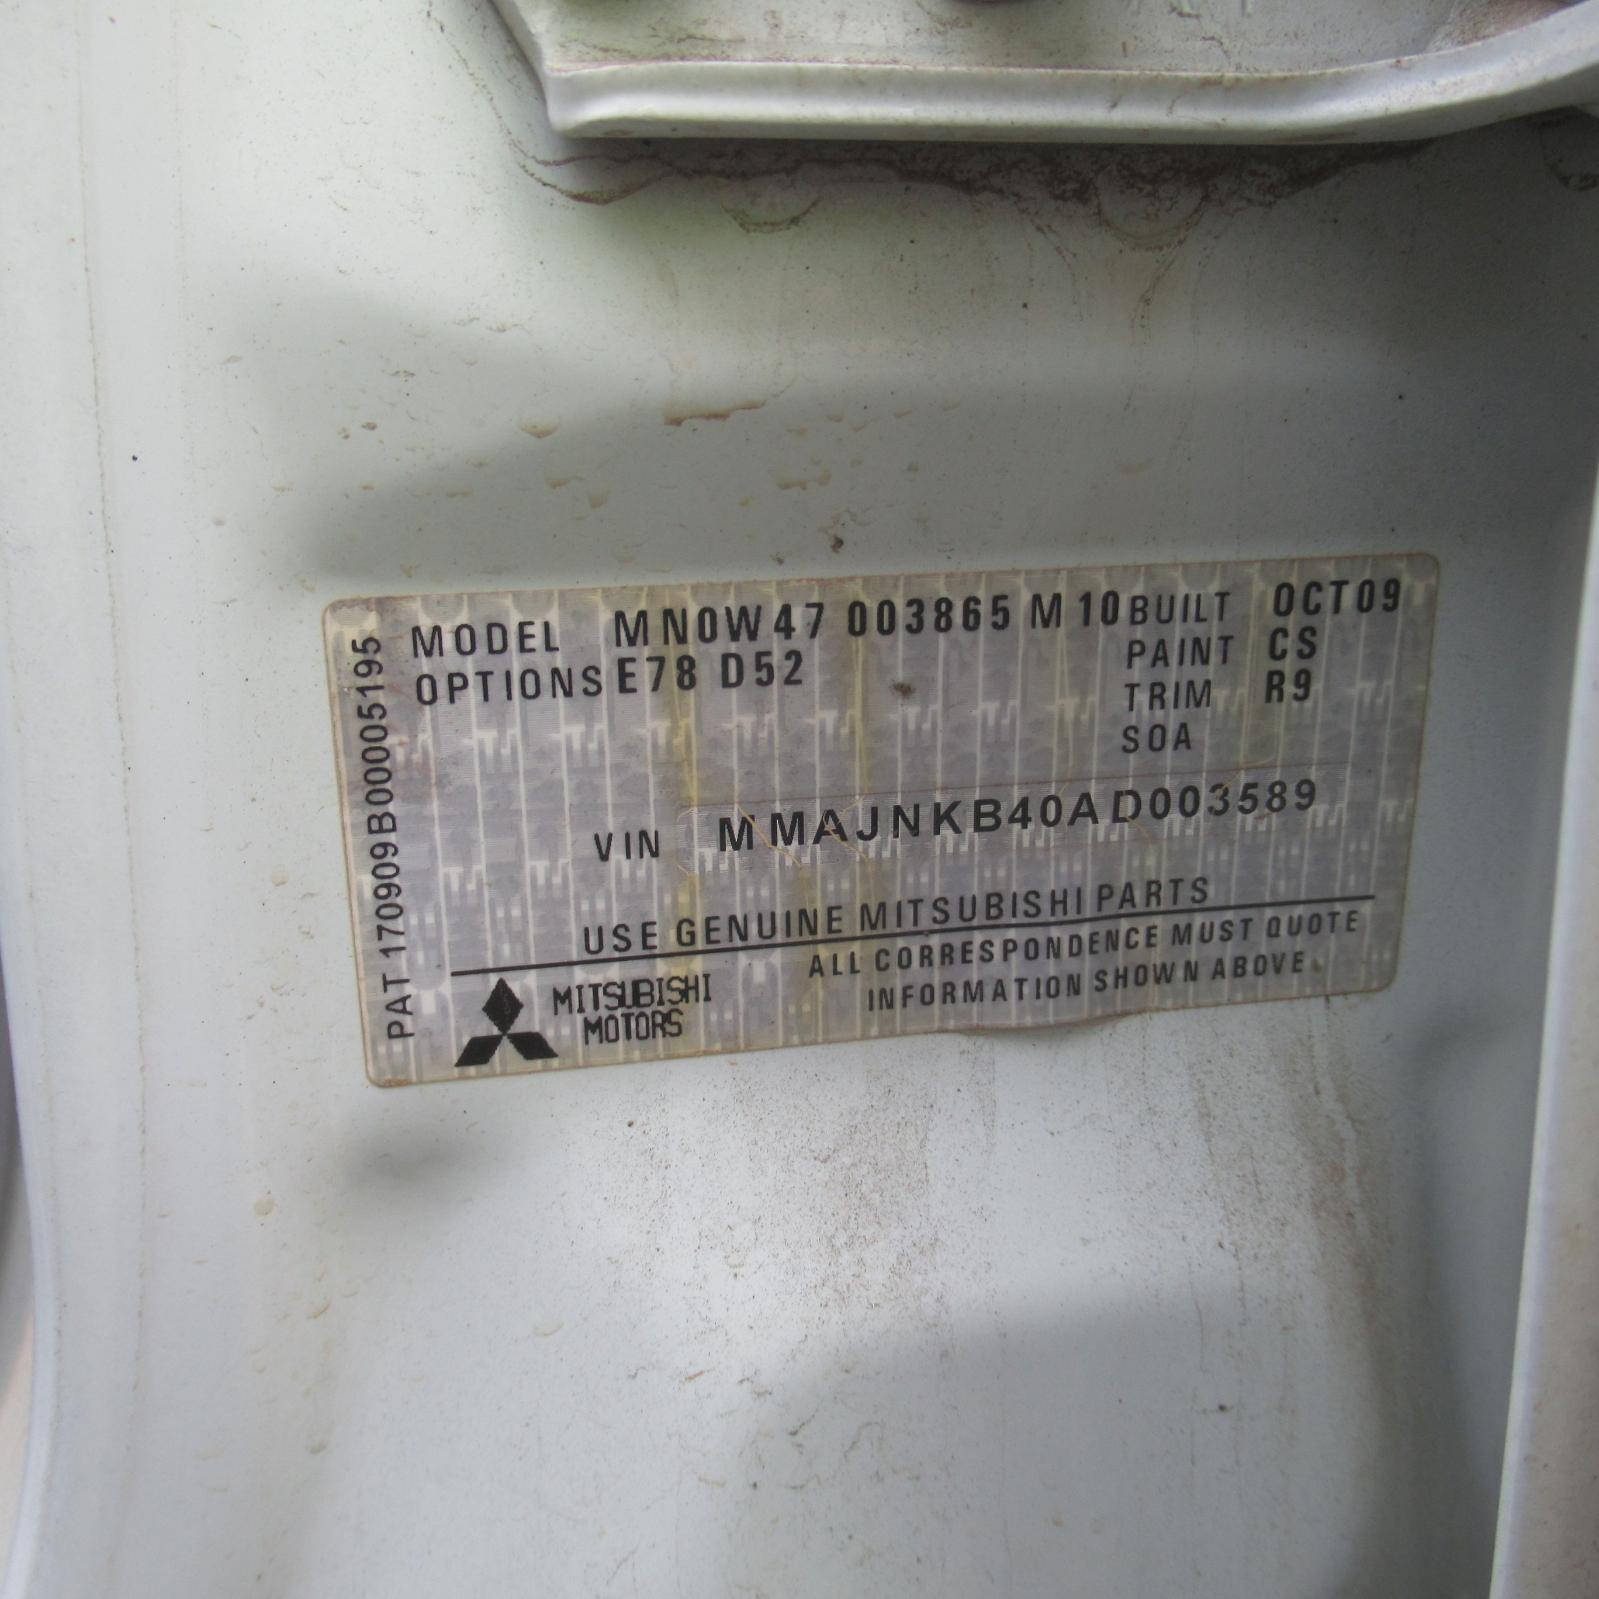 MODEL MN0W47 003865 M10 BUILT OCT09
OPTIONS E78 D52 PAINT CS
TRIM R9
SOA
VIN MMAJNKB40AD003589
USE GENUINE MITSUBISHI PARTS
ALL CORRESPONDENCE MUST QUOTE
INFORMATION SHOWN ABOVE
MITSUBISHI
MOTORS
PAT 170909B00005195